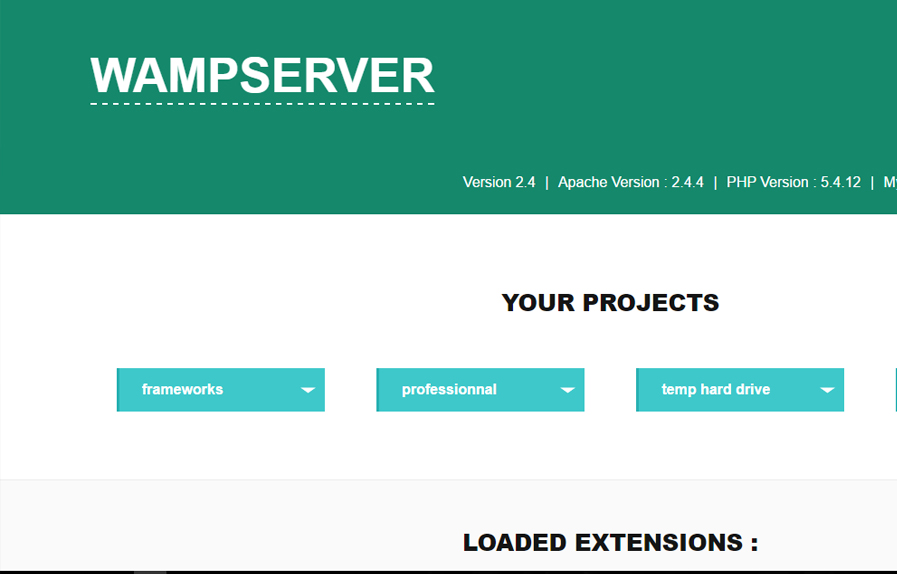 WAMPSERVER
Version 2.4 | Apache Version : 2.4.4 | PHP Version : 5.4.12 |
YOUR PROJECTS
frameworks professionnal temp hard drive
LOADED EXTENSIONS :